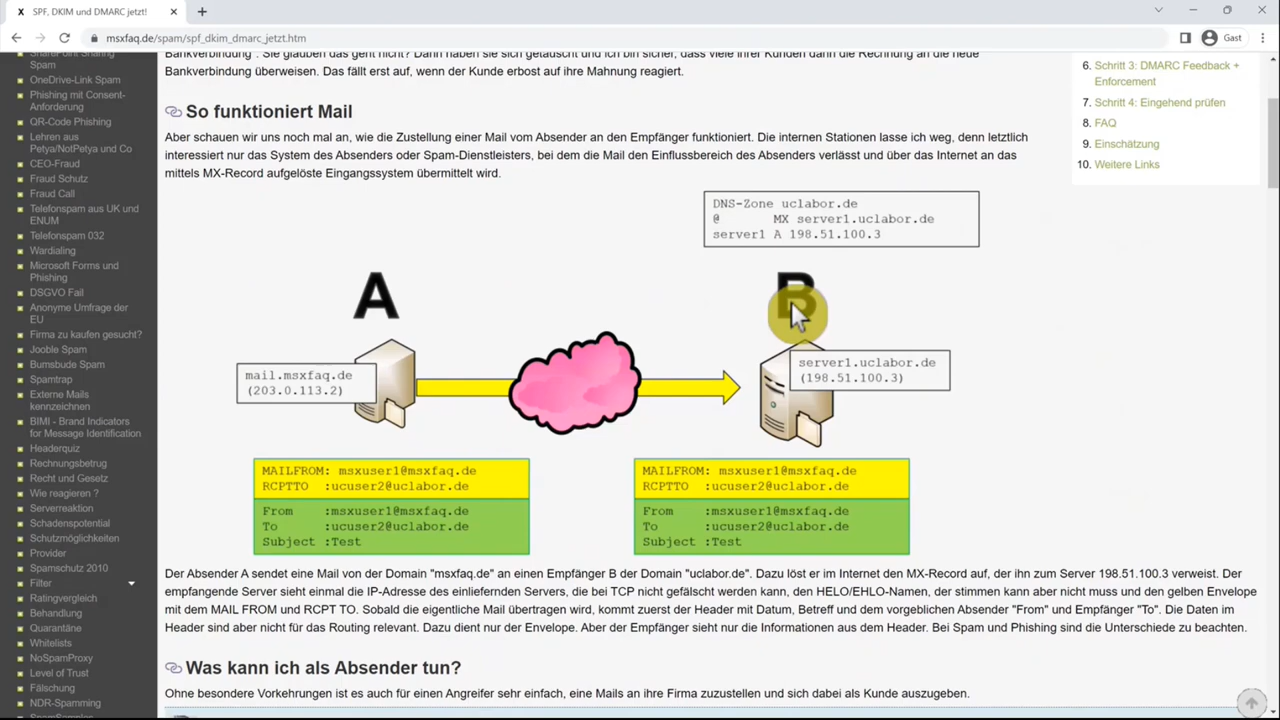 SPF, DKIM und DMARC jetzt!
msxfaq.de/spam/spf_dkim_dmarc_jetzt.htm
Gast
SharePoint Sharing
Spam
OneDrive-Link Spam
Phishing mit Consent-
Anforderung
QR-Code Phishing
Lehren aus
Petya/NotPetya und Co
CEO-Fraud
Fraud Schutz
Fraud Call
Telefonspam aus UK und
ENUM
Telefonspam 032
Wardialing
Microsoft Forms und
Phishing
DSGVO Fail
Anonyme Umfrage der
EU
Firma zu kaufen gesucht?
Jooble Spam
Burnsbude Spam
Spamtrap
Externe Mails
kennzeichnen
BIMI - Brand Indicators
for Message Identification
Headerquiz
Rechnungsbetrug
Recht und Gesetz
Wie reagieren ?
Serverreaktion
Schadenspotential
Schutzmöglichkeiten
Provider
Spamschutz 2010
Filter
Ratingvergleich
Behandlung
Quarantäne
Whitelists
NoSpamProxy
Level of Trust
Fälschung
NDR-Spamming
SpamSamples
Bankverbindung". Sie glauben das geht nicht? Dann haben sie sich getäuscht und ich bin sicher, dass viele ihrer Kunden dann die Rechnung an die neue
Bankverbindung überweisen. Das fällt erst auf, wenn der Kunde erbost auf ihre Mahnung reagiert.
So funktioniert Mail
Aber schauen wir uns noch mal an, wie die Zustellung einer Mail vom Absender an den Empfänger funktioniert. Die internen Stationen lasse ich weg, denn letztlich
interessiert nur das System des Absenders oder Spam-Dienstleisters, bei dem die Mail den Einflussbereich des Absenders verlässt und über das Internet an das
mittels MX-Record aufgelöste Eingangssystem übermittelt wird.
DNS-Zone uclabor.de
@ MX server1.uclabor.de
server1 A 198.51.100.3
A
B
mail.msxfaq.de
(203.0.113.2)
server1.uclabor.de
(198.51.100.3)
MAILFROM: msxuser1@msxfaq.de
RCPTTO :ucuser2@uclabor.de
From :msxuser1@msxfaq.de
To :ucuser2@uclabor.de
Subject :Test
MAILFROM: msxuser1@msxfaq.de
RCPTTO :ucuser2@uclabor.de
From :msxuser1@msxfaq.de
To :ucuser2@uclabor.de
Subject :Test
Der Absender A sendet eine Mail von der Domain "msxfaq.de" an einen Empfänger B der Domain "uclabor.de". Dazu löst er im Internet den MX-Record auf, der ihn zum Server 198.51.100.3 verweist. Der
empfangende Server sieht einmal die IP-Adresse des einliefernden Servers, die bei TCP nicht gefälscht werden kann, den HELO/EHLO-Namen, der stimmen kann aber nicht muss und den gelben Envelope
mit dem MAIL FROM und RCPT TO. Sobald die eigentliche Mail übertragen wird, kommt zuerst der Header mit Datum, Betreff und dem vorgeblichen Absender "From" und Empfänger "To". Die Daten im
Header sind aber nicht für das Routing relevant. Dazu dient nur der Envelope. Aber der Empfänger sieht nur die Informationen aus dem Header. Bei Spam und Phishing sind die Unterschiede zu beachten.
Was kann ich als Absender tun?
Ohne besondere Vorkehrungen ist es auch für einen Angreifer sehr einfach, eine Mails an ihre Firma zuzustellen und sich dabei als Kunde auszugeben.
6. Schritt 3: DMARC Feedback +
Enforcement
7. Schritt 4: Eingehend prüfen
8. FAQ
9. Einschätzung
10. Weitere Links